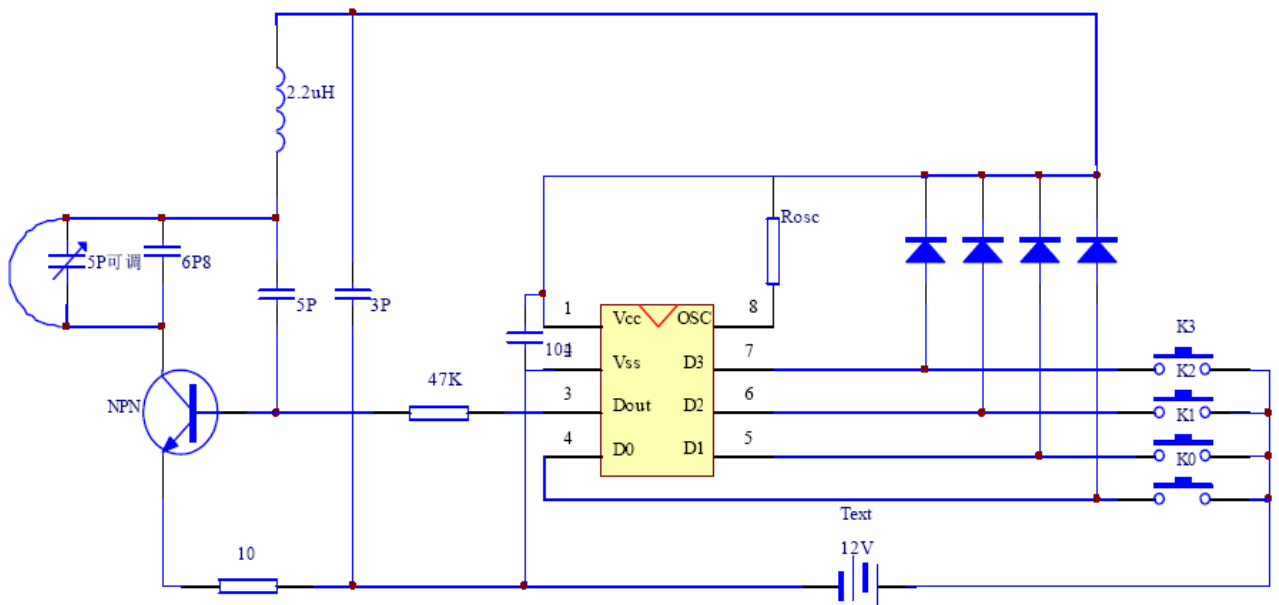 2.2uH
Rosc
5P可调
6P8
5P
3P
1
Vcc
OSC
8
K3
104
2
Vss
D3
7
K2
NPN
47K
3
Dout
D2
6
K1
4
D0
D1
5
K0
Text
10
12V